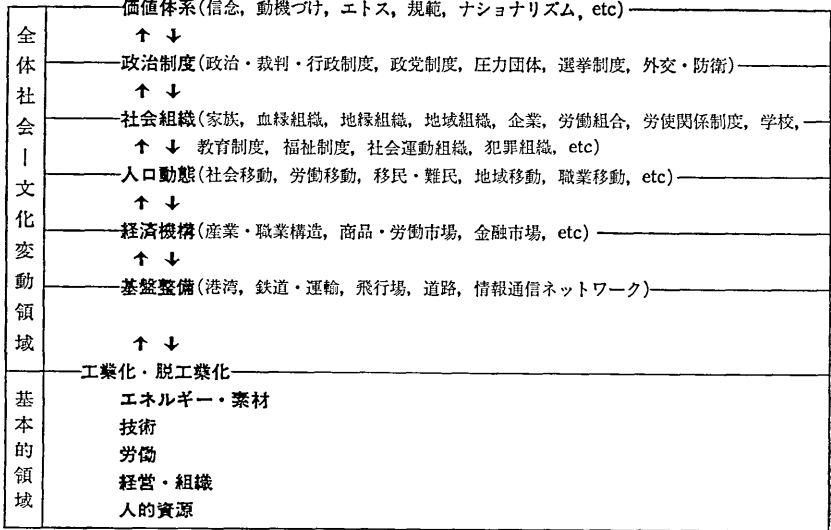 全体社会ー文化変動領域
価値体系(信念, 動機づけ, エトス, 規範, ナショナリズム, etc)
↑ ↓
政治制度(政治・裁判・行政制度, 政党制度, 圧力団体, 選挙制度, 外交・防衛)
↑ ↓
社会組織(家族, 血縁組織, 地縁組織, 地域組織, 企業, 労働組合, 労使関係制度, 学校,
↑ ↓ 教育制度, 福祉制度, 社会運動組織, 犯罪組織, etc)
人口動態(社会移動, 労働移動, 移民・難民, 地域移動, 職業移動, etc)
↑ ↓
経済機構(産業・職業構造, 商品・労働市場, 金融市場, etc)
↑ ↓
基盤整備(港湾, 鉄道・運輸, 飛行場, 道路, 情報通信ネットワーク)
↑ ↓
工業化・脱工業化
基本的領域
エネルギー・素材
技術
労働
経営・組織
人的資源